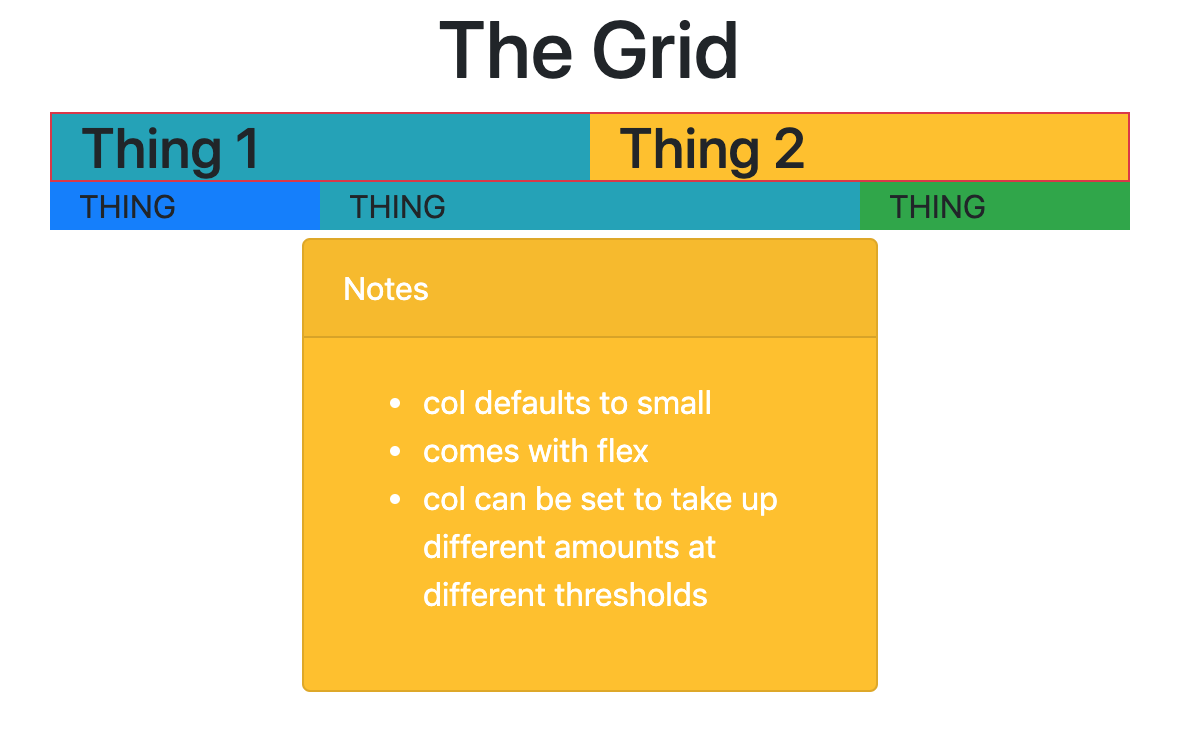 The Grid
Thing 1 Thing 2
THING THING THING
Notes
• col defaults to small
• comes with flex
• col can be set to take up
different amounts at
different thresholds